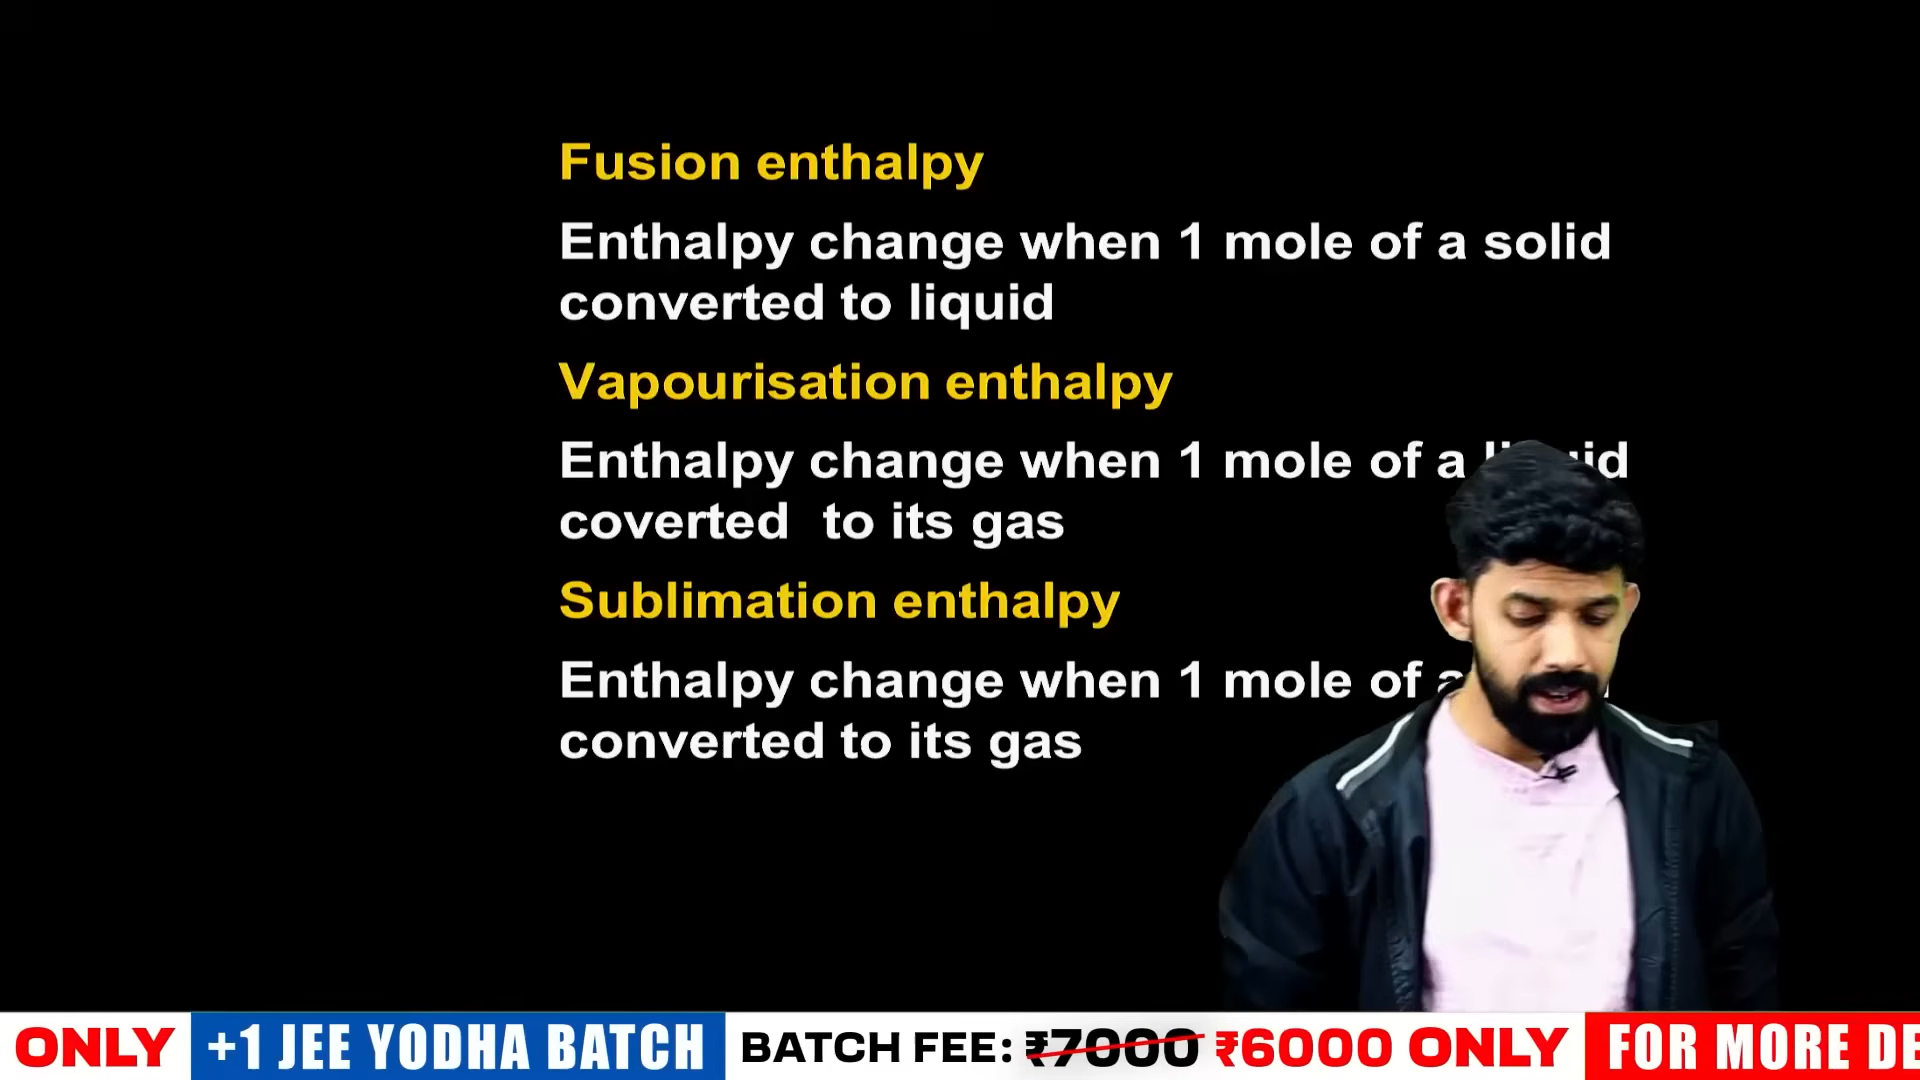 Fusion enthalpy
Enthalpy change when 1 mole of a solid
converted to liquid
Vapourisation enthalpy
Enthalpy change when 1 mole of a
coverted to its gas
Sublimation enthalpy
Enthalpy change when 1 mole of a
converted to its gas
ONLY +1 JEE YODHA BATCH BATCH FEE: ₹7000 ₹6000 ONLY FOR MORE DE